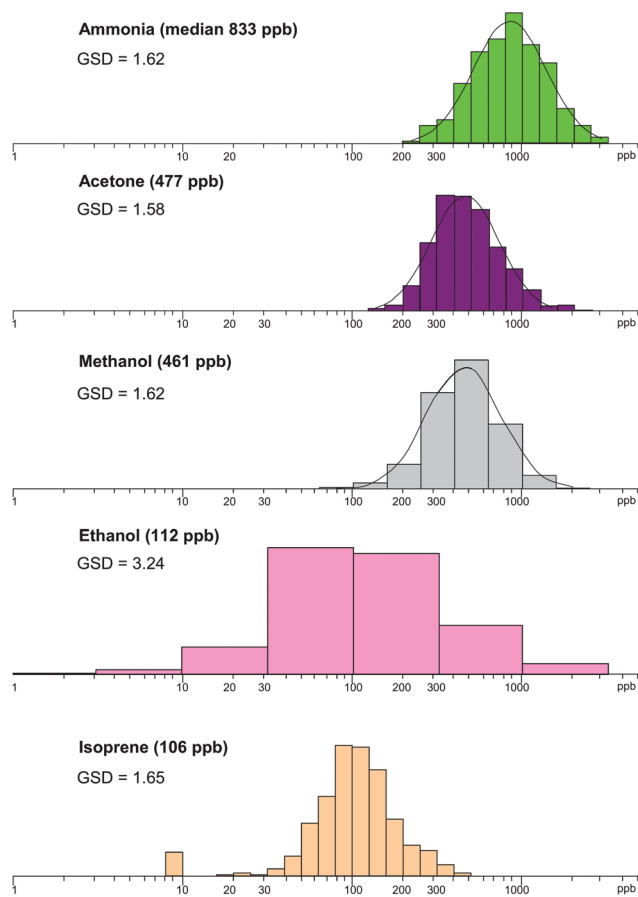 Ammonia (median 833 ppb)
GSD = 1.62
1 10 20 100 200 300 1000 ppb
Acetone (477 ppb)
GSD = 1.58
1 10 20 30 100 200 300 1000 ppb
Methanol (461 ppb)
GSD = 1.62
1 10 20 30 100 200 300 1000 ppb
Ethanol (112 ppb)
GSD = 3.24
1 10 20 30 100 200 300 1000 ppb
Isoprene (106 ppb)
GSD = 1.65
1 10 20 30 100 200 300 1000 ppb